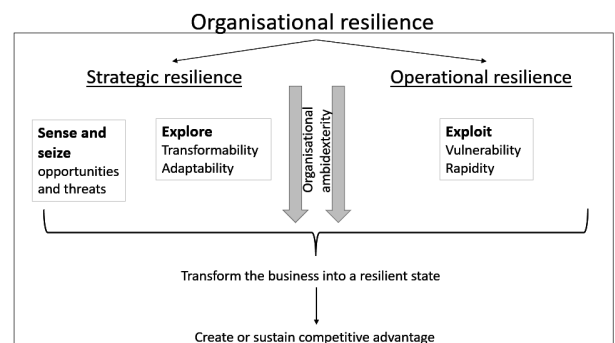 Organisational resilience
Strategic resilience
Operational resilience
Sense and
seize
opportunities
and threats
Explore
Transformability
Adaptability
Organisational
ambidexterity
Exploit
Vulnerability
Rapidity
Transform the business into a resilient state
Create or sustain competitive advantage